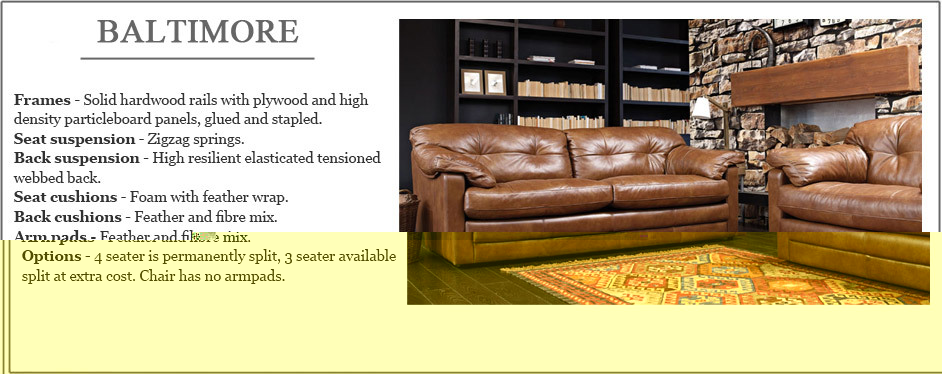 BALTIMORE
Frames - Solid hardwood rails with plywood and high
density particleboard panels, glued and stapled.
Seat suspension - Zigzag springs.
Back suspension - High resilient elasticated tensioned
webbed back.
Seat cushions - Foam with feather wrap.
Back cushions - Feather and fibre mix.
Arm pads - Feather and fibre mix.
Options - 4 seater is permanently split, 3 seater available
split at extra cost. Chair has no armpads.